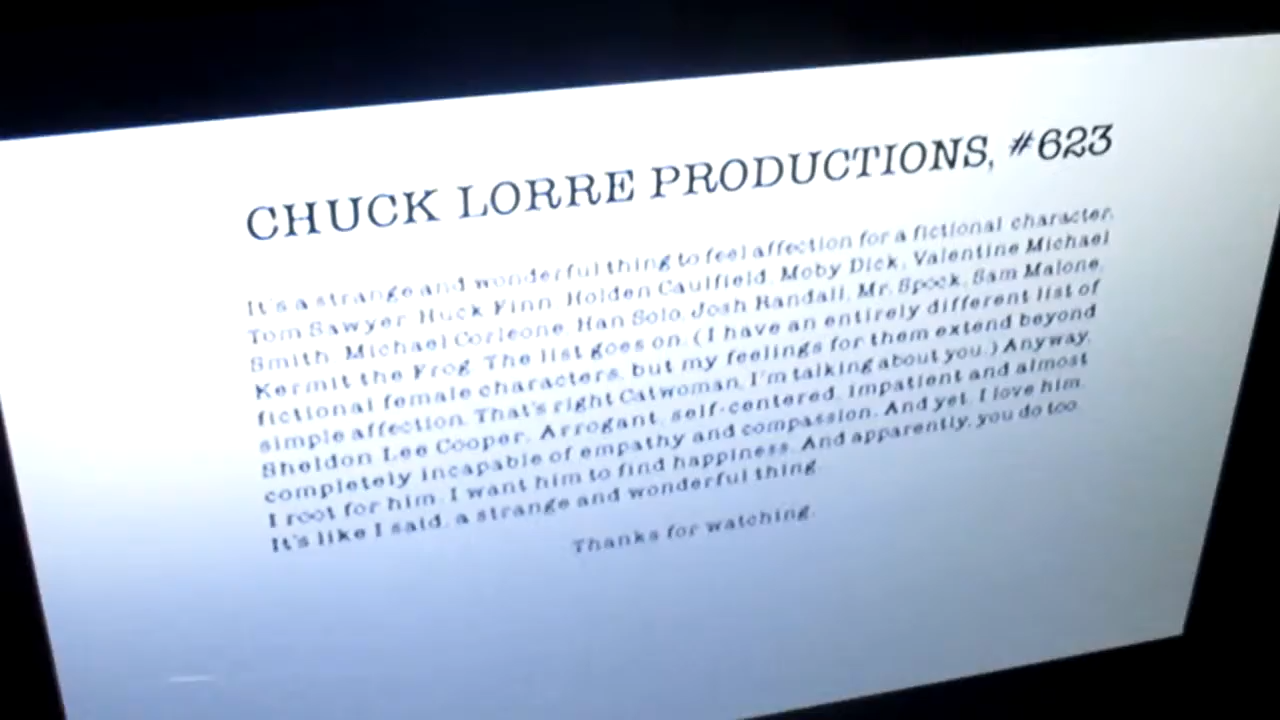 CHUCK LORRE PRODUCTIONS, #623
It's a strange and wonderful thing to feel affection for a fictional character.
Tom Sawyer, Huck Finn, Holden Caulfield, Moby Dick, Valentine Michael
Smith, Michael Corleone, Han Solo, Josh Randall, Mr. Spock, Sam Malone,
Kermit the Frog. The list goes on. (I have an entirely different list of
fictional female characters, but my feelings for them extend beyond
simple affection. That's right Catwoman, I'm talking about you.) Anyway,
Sheldon Lee Cooper. Arrogant, self-centered, impatient and almost
completely incapable of empathy and compassion. And yet, I love him.
I root for him. I want him to find happiness. And apparently, you do too.
It's like I said, a strange and wonderful thing.
Thanks for watching.